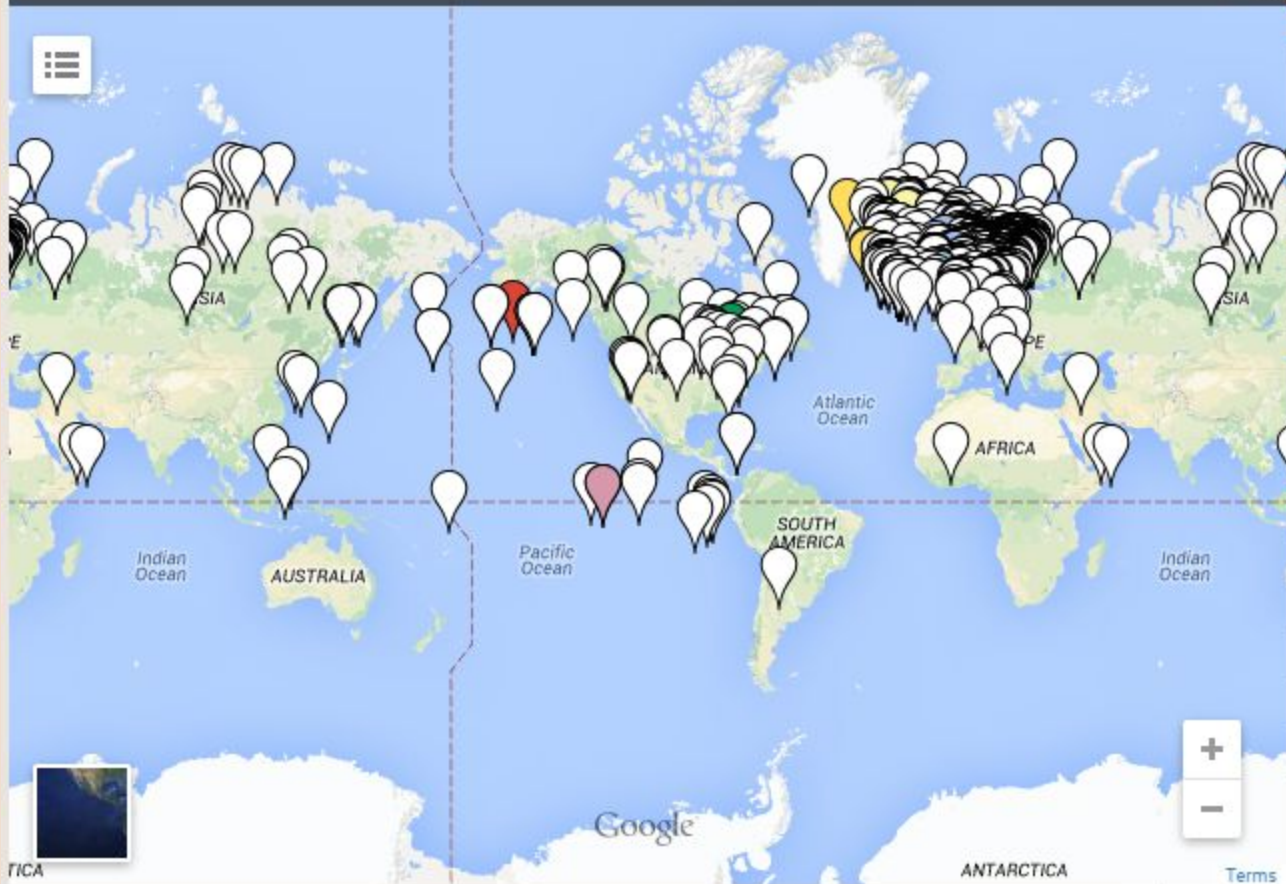 SIA
SIA
E
PE
Atlantic
Ocean
AFRICA
SOUTH
AMERICA
Indian
Ocean
Pacific
Ocean
Indian
Ocean
AUSTRALIA
Google
TICA
ANTARCTICA
Terms